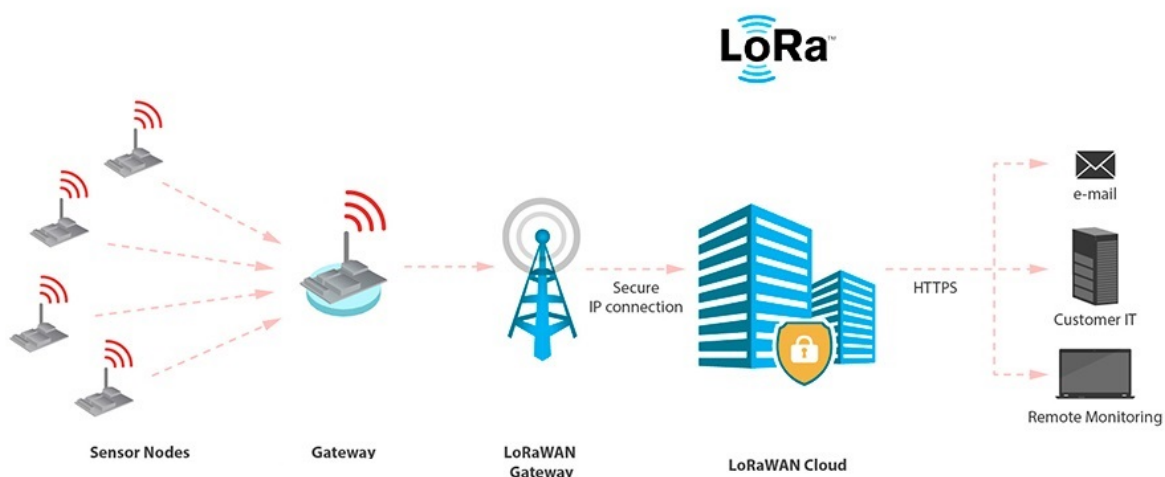 LoRa™
e-mail
Secure
IP connection
HTTPS
Customer IT
Remote Monitoring
Sensor Nodes
Gateway
LoRaWAN
Gateway
LoRaWAN Cloud